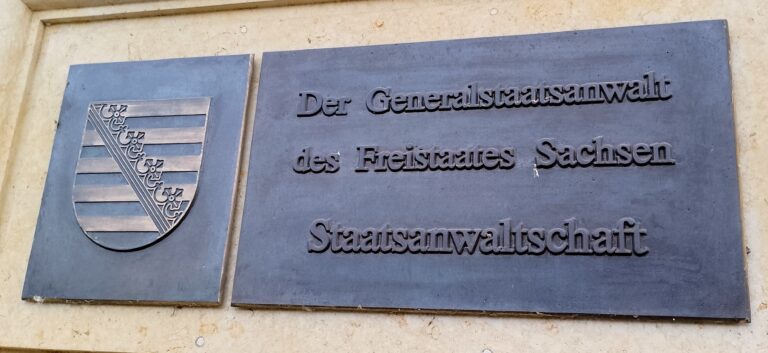 Der Generalstaatsanwalt
des Freistaates Sachsen
Staatsanwaltschaft